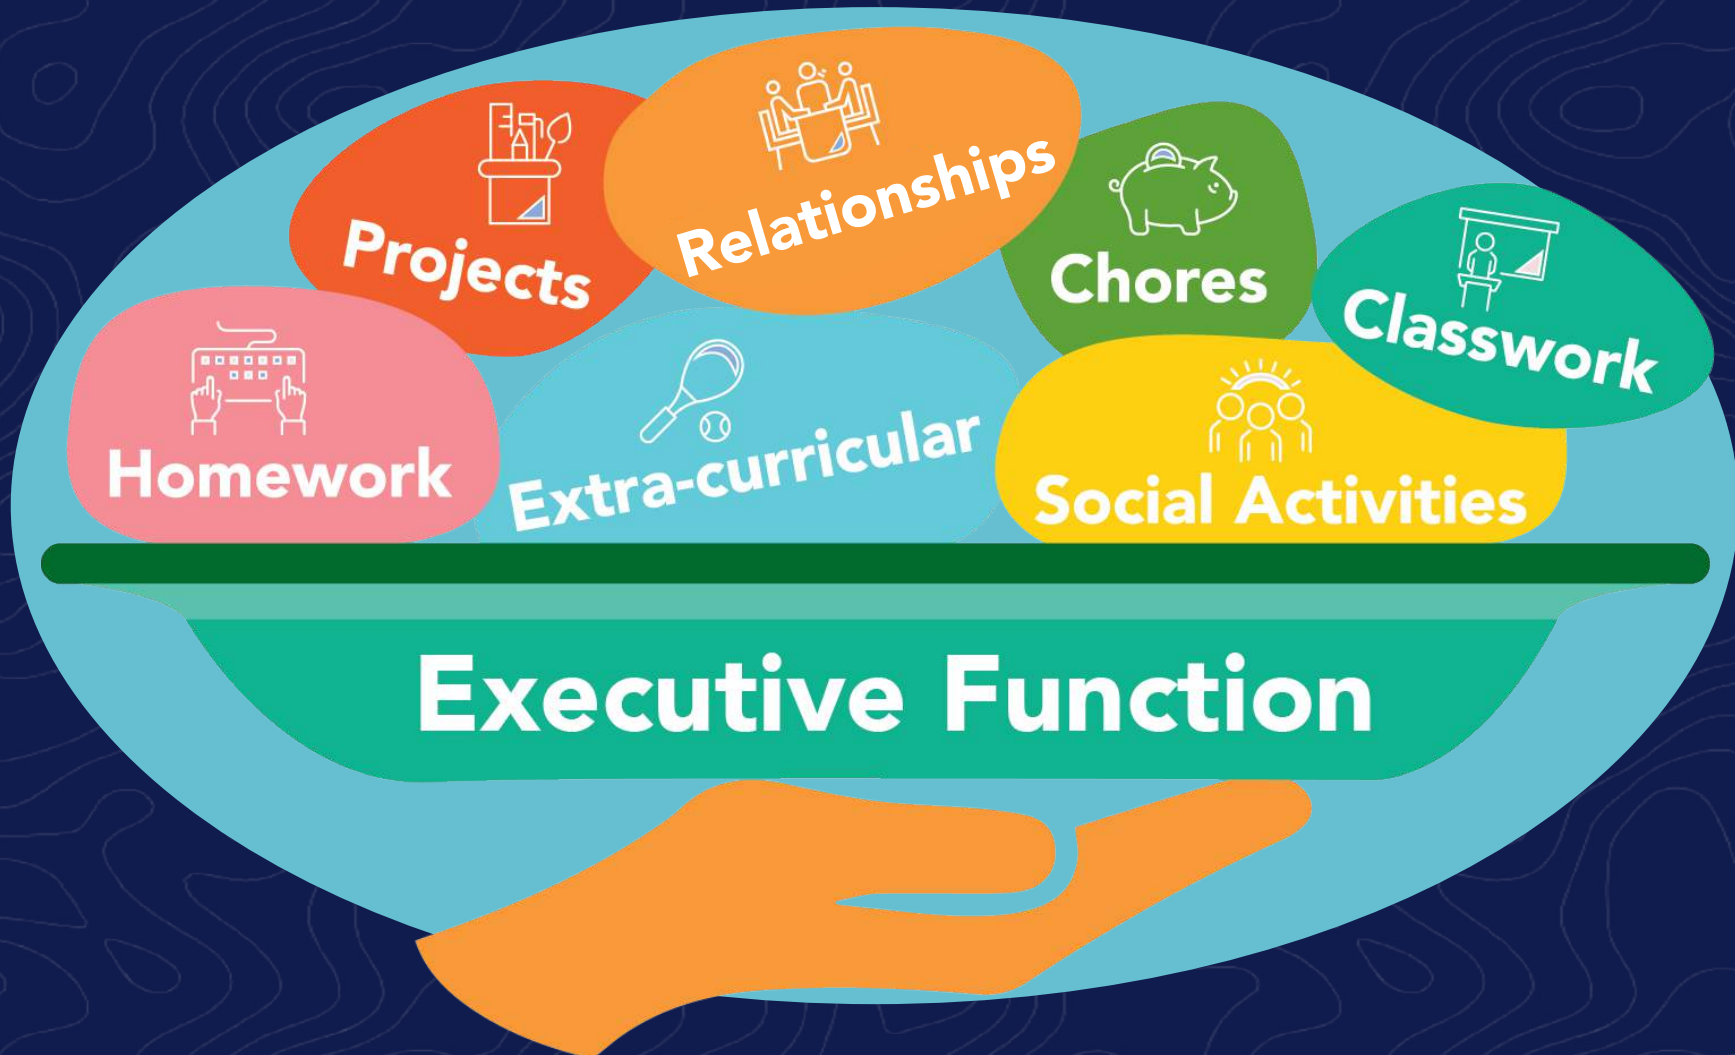 Projects
Relationships
Chores
Classwork
Homework
Extra-curricular
Social Activities
Executive Function